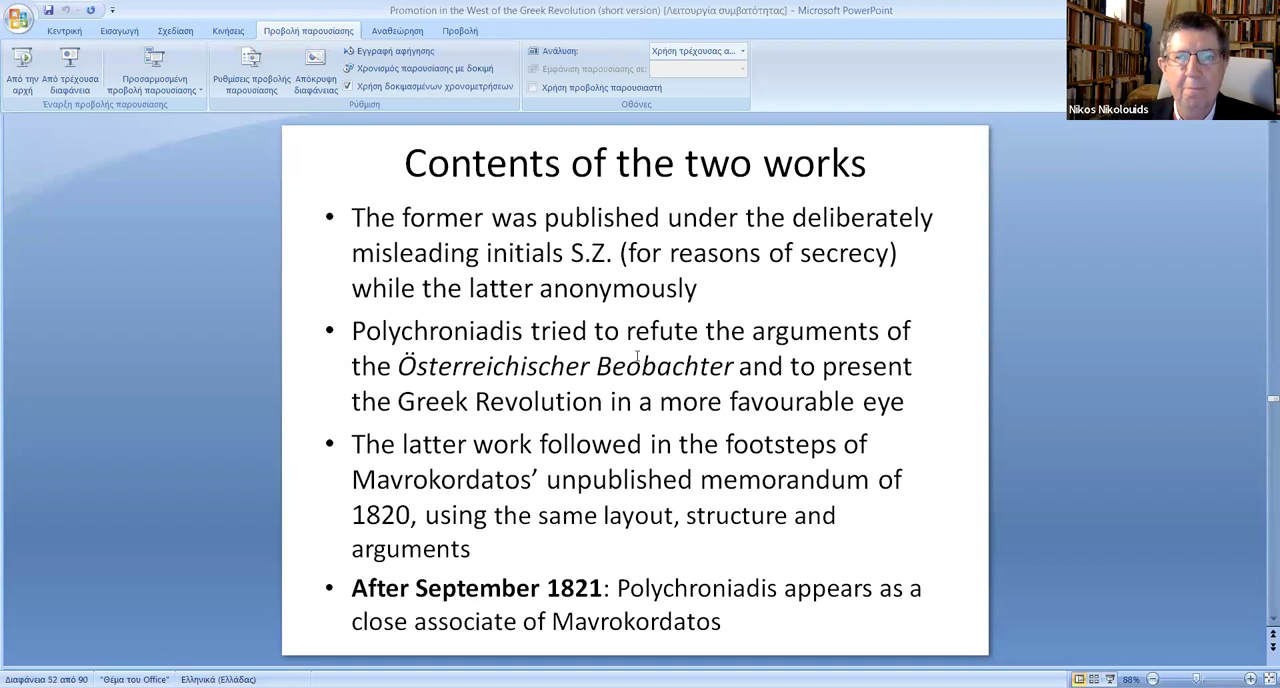 Promotion in the West of the Greek Revolution (short version) [Λειτουργία συμβατότητας] - Microsoft PowerPoint
Κεντρική Εισαγωγή Σχεδίαση Κινήσεις Προβολή παρουσίασης Αναθεώρηση Προβολή
Από την αρχή
Από τρέχουσα διαφάνεια
Προσαρμοσμένη προβολή παρουσίασης
Έναρξη προβολής παρουσίασης
Ρυθμίσεις προβολής παρουσίασης
Απόκρυψη διαφάνειας
Εγγραφή αφήγησης
Χρονισμός παρουσίασης με δοκιμή
Χρήση δοκιμασμένων χρονομετρήσεων
Ρύθμιση
Ανάλυση: Χρήση τρέχουσας α...
Εμφάνιση παρουσίασης σε:
Χρήση προβολής παρουσιαστή
Οθόνες
Nikos Nikolouids
Contents of the two works
• The former was published under the deliberately
misleading initials S.Z. (for reasons of secrecy)
while the latter anonymously
• Polychroniadis tried to refute the arguments of
the Österreichischer Beobachter and to present
the Greek Revolution in a more favourable eye
• The latter work followed in the footsteps of
Mavrokordatos’ unpublished memorandum of
1820, using the same layout, structure and
arguments
• After September 1821: Polychroniadis appears as a
close associate of Mavrokordatos
Διαφάνεια 52 από 90 "Θέμα του Office" Ελληνικά (Ελλάδας) 88%